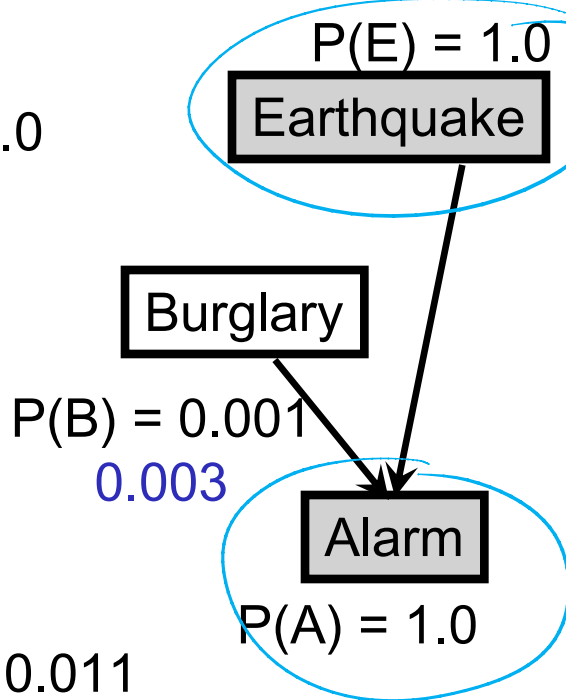 P(E) = 1.0
Earthquake
.0
Burglary
P(B) = 0.001
0.003
Alarm
P(A) = 1.0
0.011